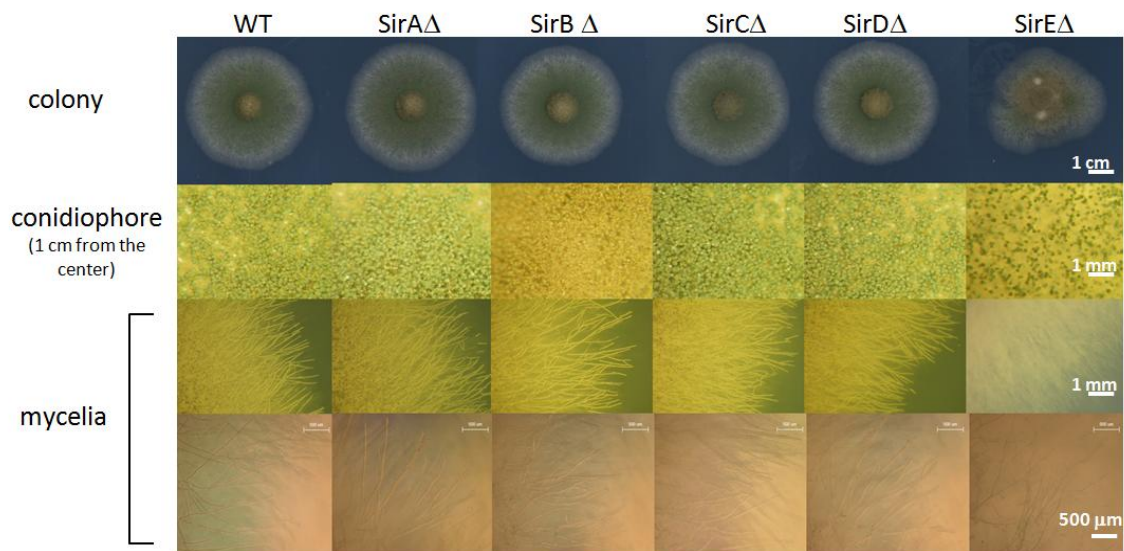 WT SirAΔ SirB Δ SirCΔ SirDΔ SirEΔ
colony
1 cm
conidiophore
(1 cm from the
center)
1 mm
1 mm
mycelia
500 μm